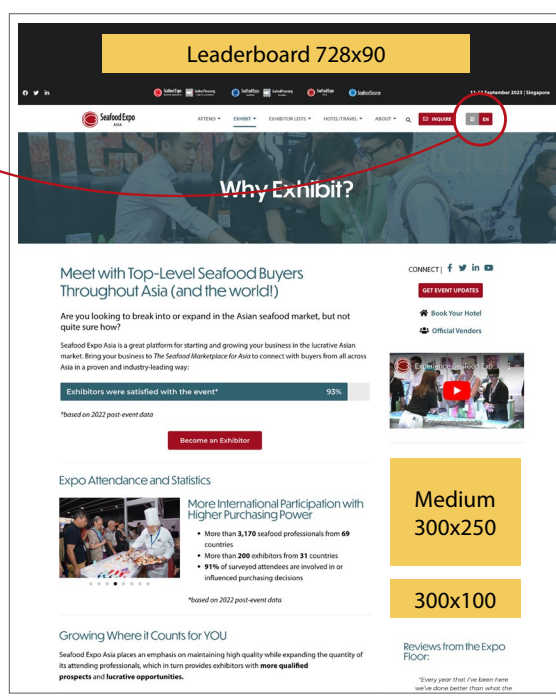 Leaderboard 728x90
Seafood Expo
SeafoodSource
11-13 September 2023 | Singapore
Seafood Expo
ASIA
ATTEND
EXHIBIT
EXHIBITOR LISTS
HOTEL/TRAVEL
ABOUT
INQUIRE
EN
Why Exhibit?
Meet with Top-Level Seafood Buyers
Throughout Asia (and the world!)
Are you looking to break into or expand in the Asian seafood market, but not
quite sure how?
Seafood Expo Asia is a great platform for starting and growing your business in the lucrative Asian
market. Bring your business to The Seafood Marketplace for Asia to connect with buyers from all across
Asia in a proven and industry-leading way:
Exhibitors were satisfied with the event* 93%
*based on 2022 post-event data
Become an Exhibitor
CONNECT |
GET EVENT UPDATES
Book Your Hotel
Official Vendors
Experience Seafood Exp...
Expo Attendance and Statistics
More International Participation with
Higher Purchasing Power
• More than 3,170 seafood professionals from 69
countries
• More than 200 exhibitors from 31 countries
• 91% of surveyed attendees are involved in or
influenced purchasing decisions
*based on 2022 post-event data
Medium
300x250
300x100
Growing Where it Counts for YOU
Seafood Expo Asia places an emphasis on maintaining high quality while expanding the quantity of
its attending professionals, which in turn provides exhibitors with more qualified
prospects and lucrative opportunities.
Reviews from the Expo
Floor:
"Every year that I've been here
we've done better than what the